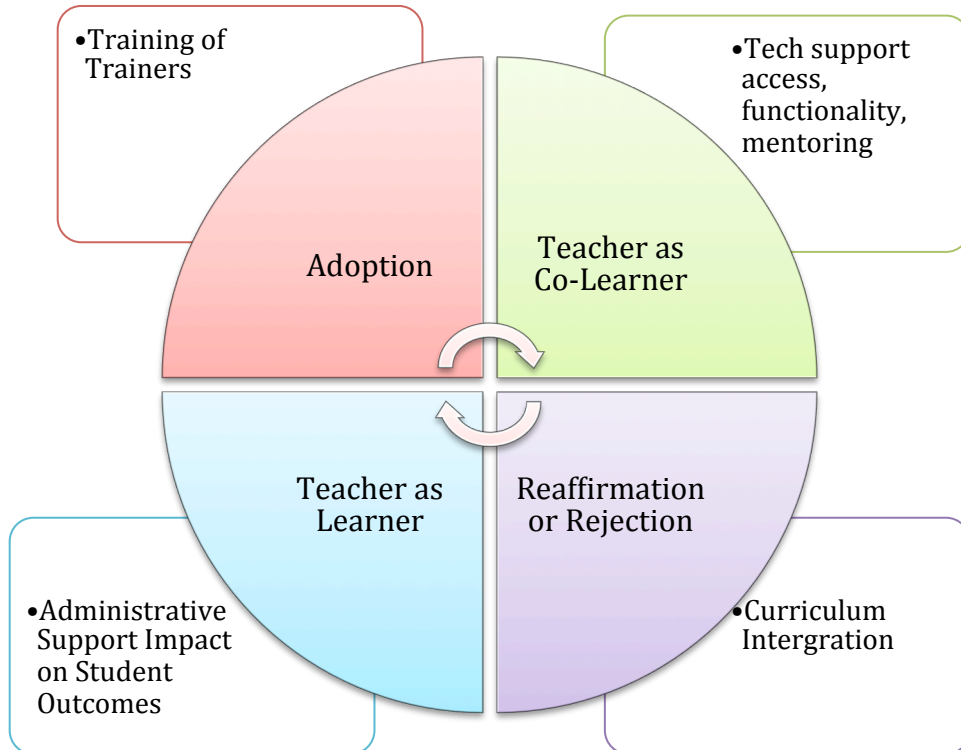 •Training of
Trainers
•Tech support
access,
functionality,
mentoring
Adoption
Teacher as
Co-Learner
Teacher as
Learner
Reaffirmation
or Rejection
•Administrative
Support Impact
on Student
Outcomes
•Curriculum
Intergration